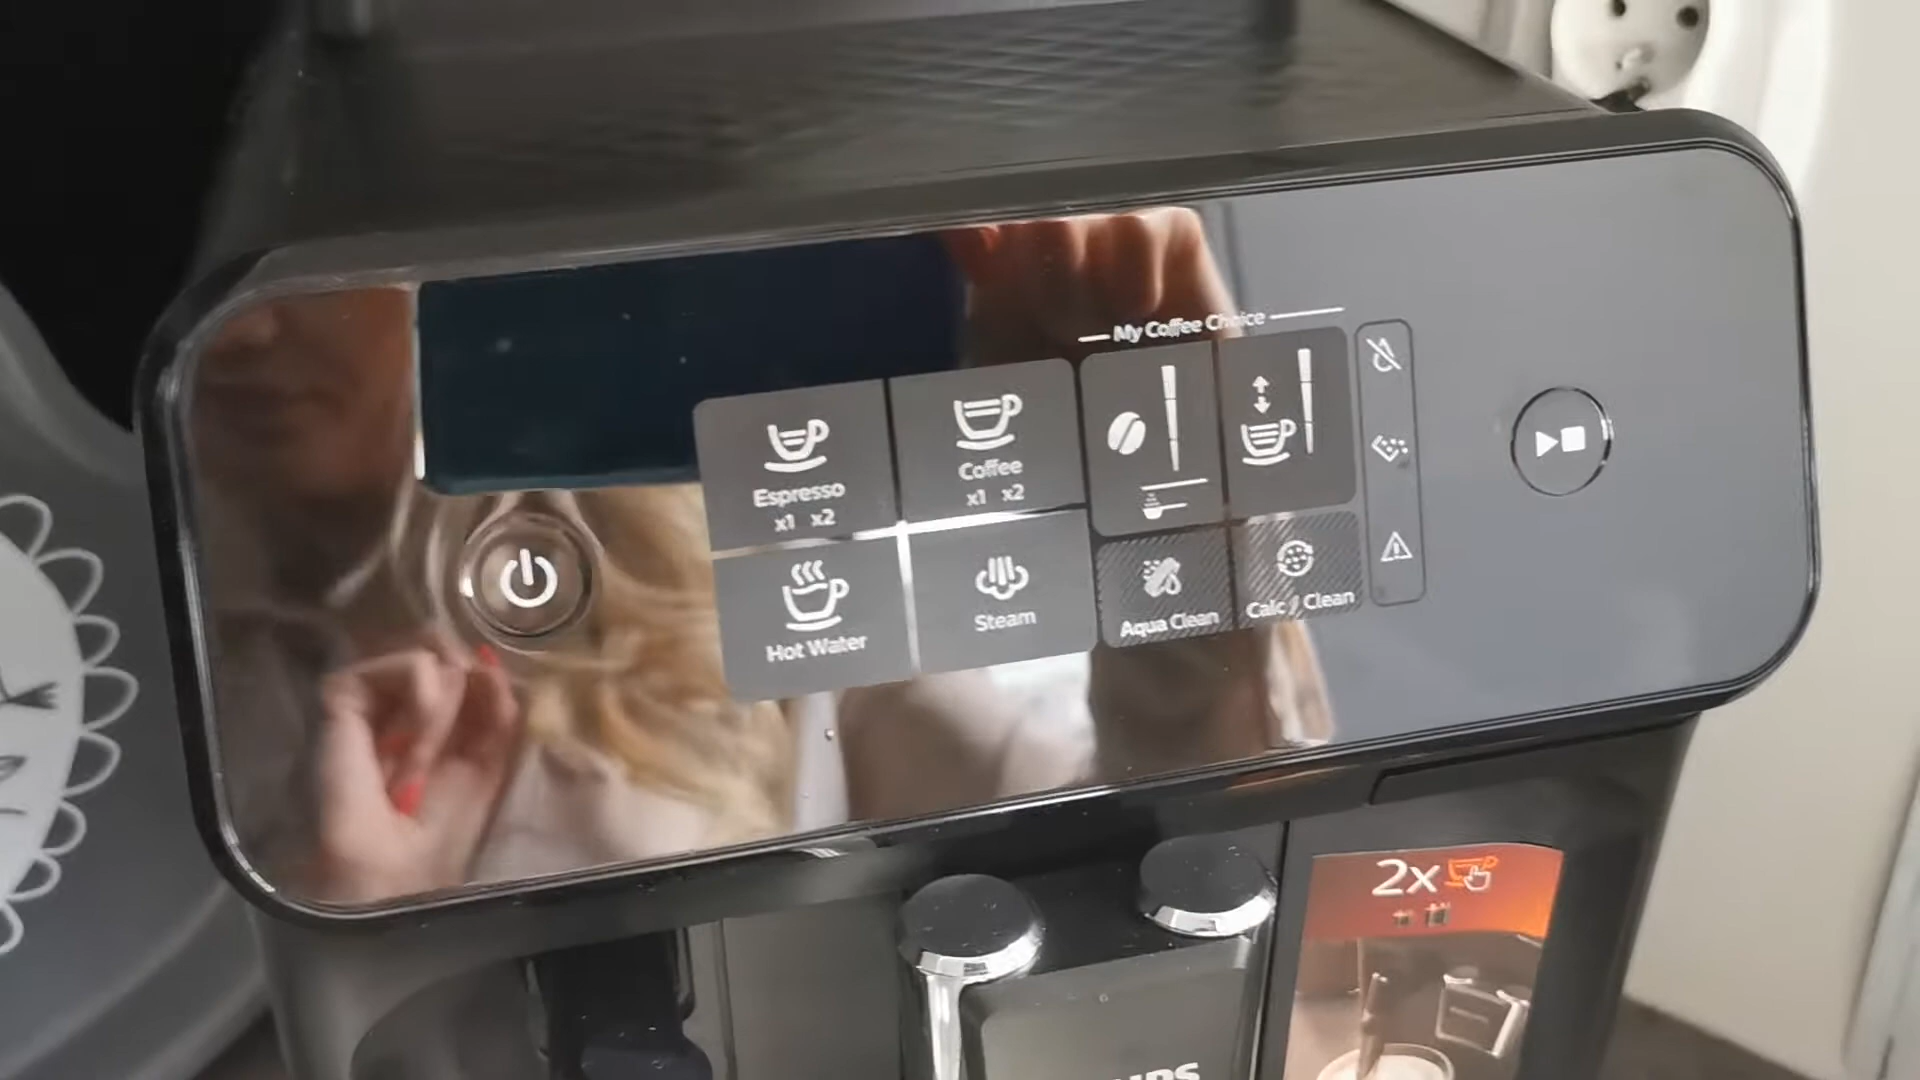 My Coffee Choice
Espresso
x1 x2
Coffee
x1 x2
Hot Water
Steam
Aqua Clean
Calc / Clean
2x